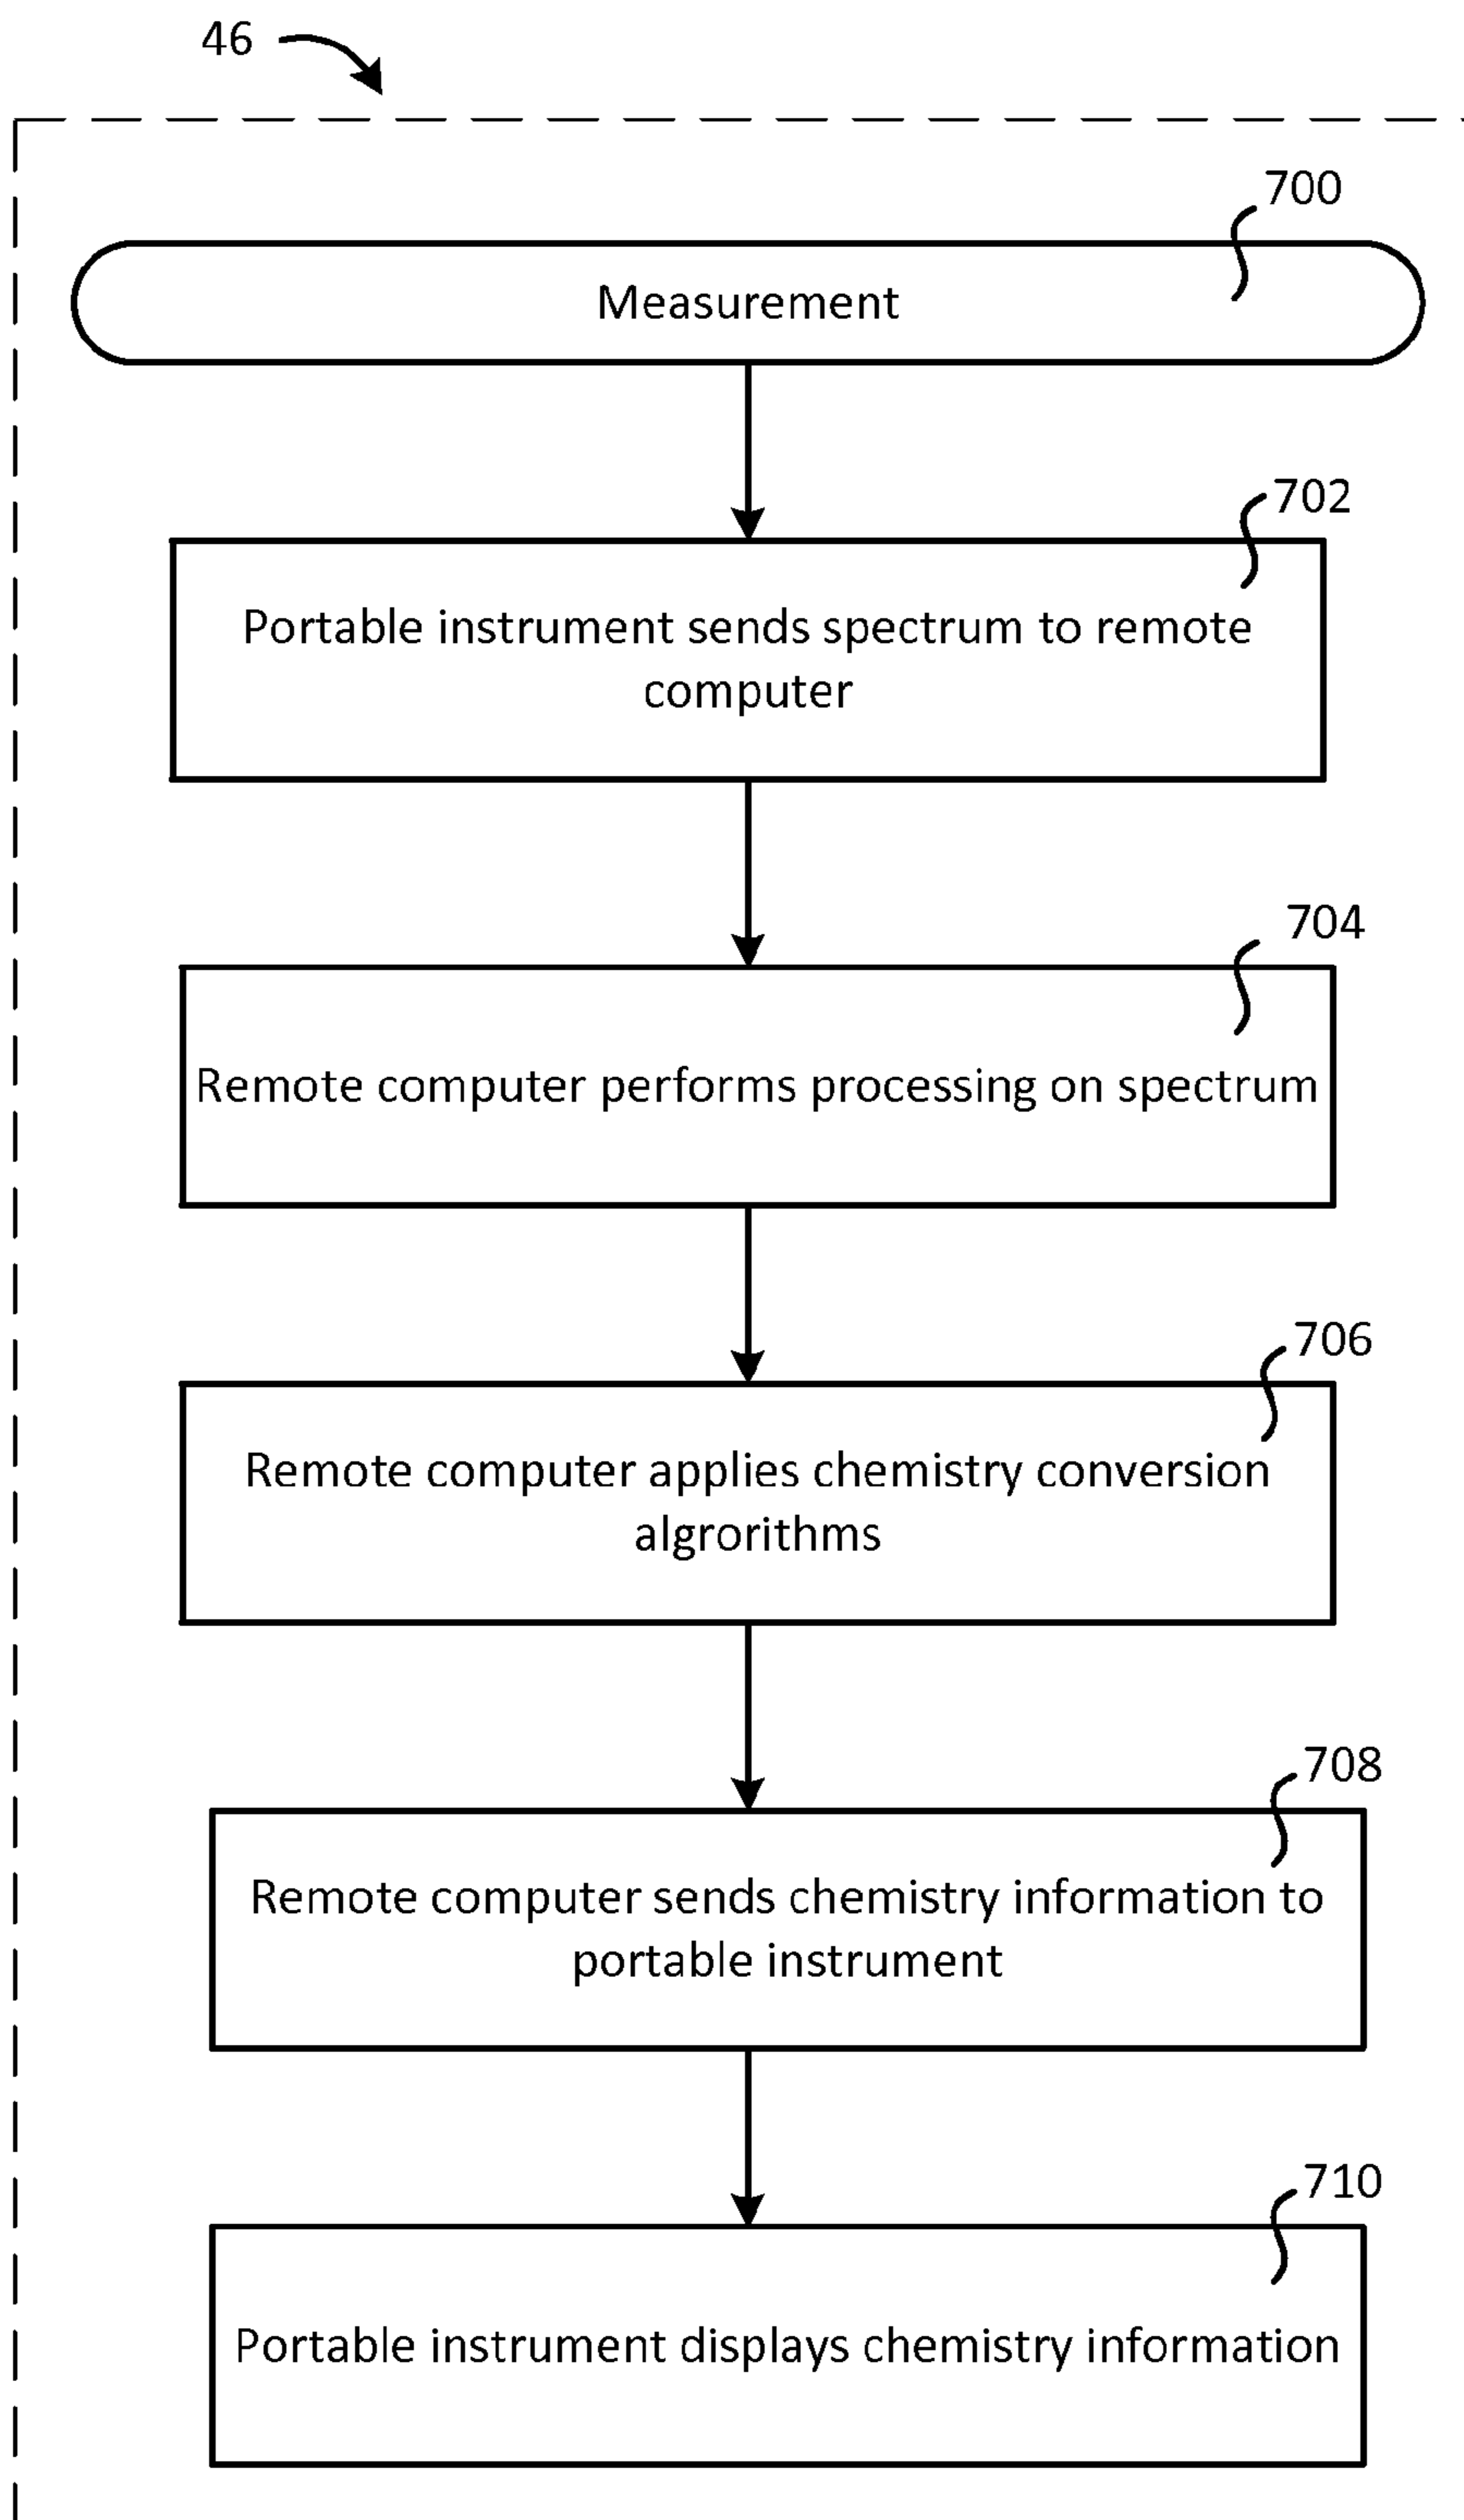 46
700
Measurement
702
Portable instrument sends spectrum to remote
computer
704
Remote computer performs processing on spectrum
706
Remote computer applies chemistry conversion
algrorithms
708
Remote computer sends chemistry information to
portable instrument
710
Portable instrument displays chemistry information